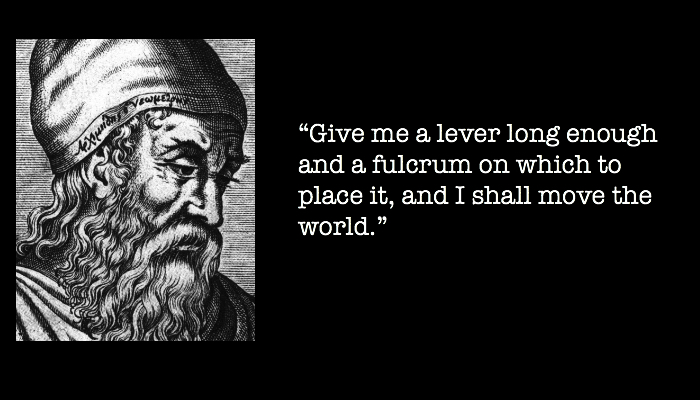 “Give me a lever long enough
and a fulcrum on which to
place it, and I shall move the
world.”